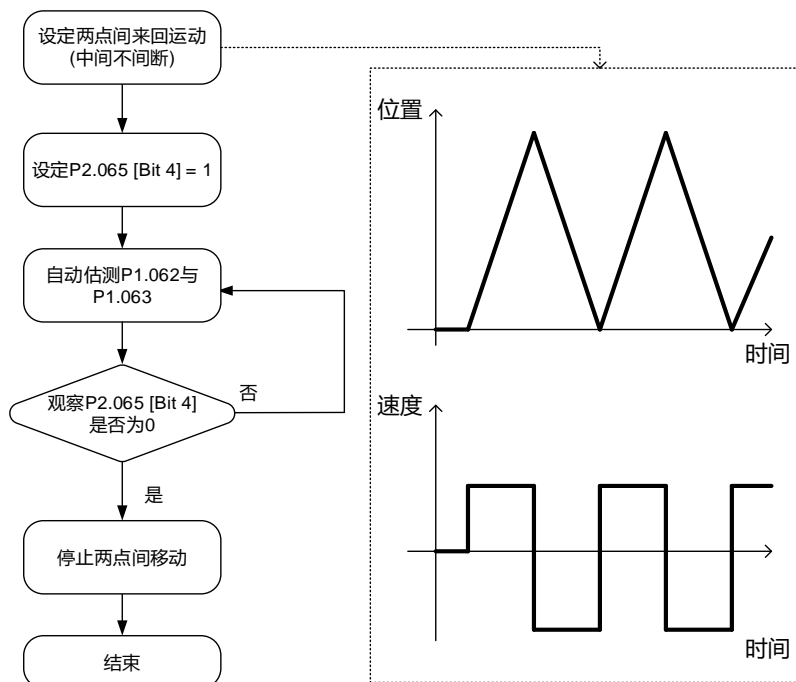 设定两点间来回运动
(中间不间断)
设定P2.065 [Bit 4] = 1
自动估测P1.062与
P1.063
观察P2.065 [Bit 4]
是否为0
否
是
停止两点间移动
结束
位置
时间
速度
时间